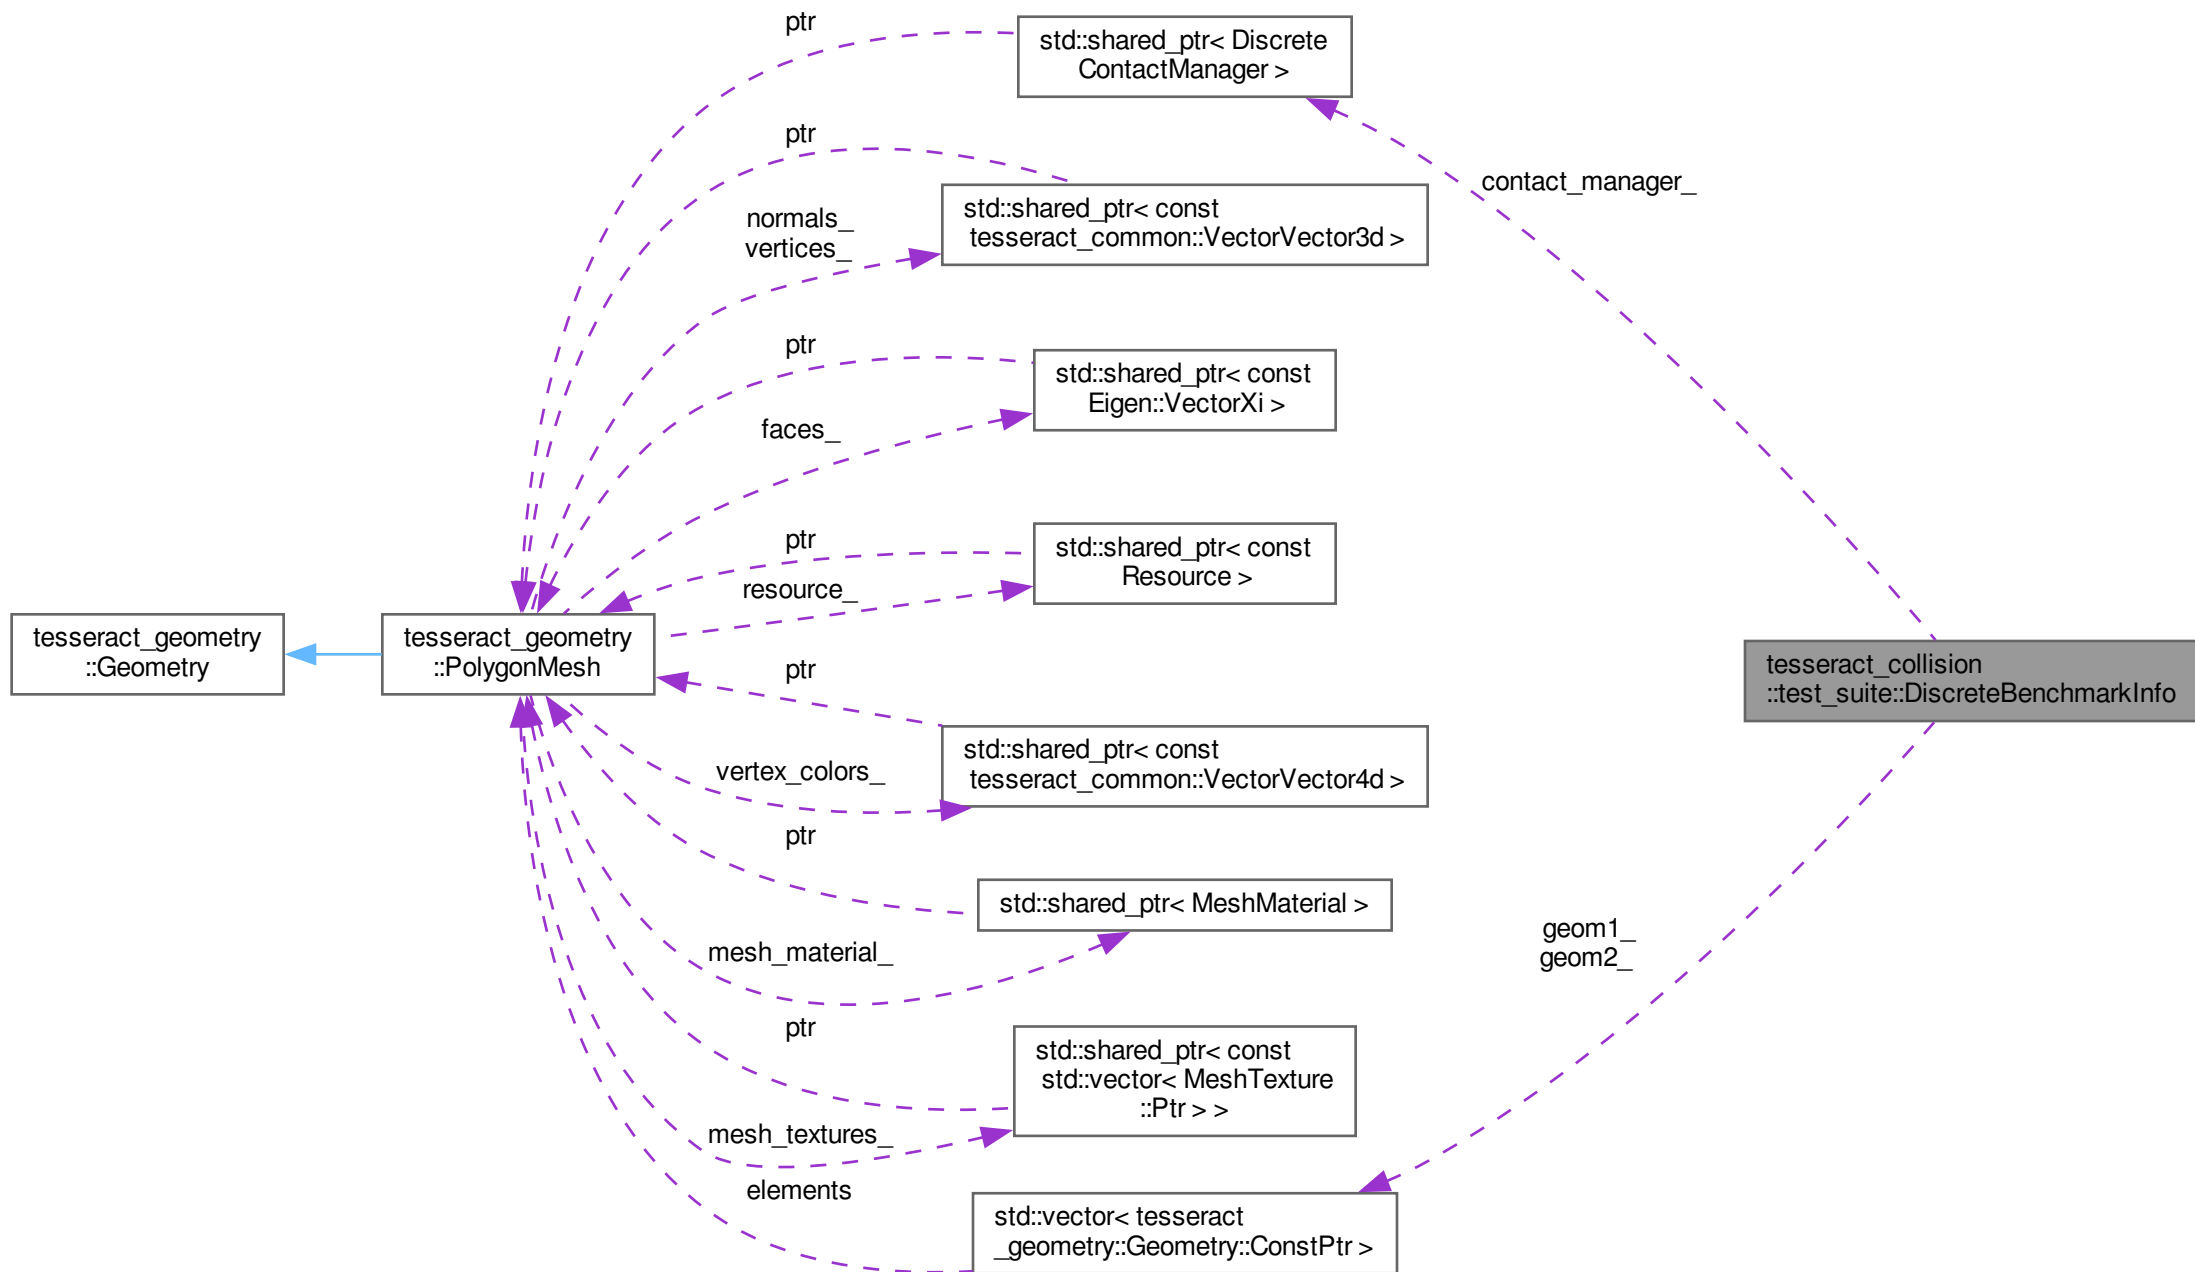 ptr
std::shared_ptr< Discrete
ContactManager >
ptr
contact_manager_
std::shared_ptr< const
tesseract_common::VectorVector3d >
normals_
vertices_
ptr
std::shared_ptr< const
Eigen::VectorXi >
faces_
ptr
std::shared_ptr< const
Resource >
resource_
tesseract_geometry
::Geometry
tesseract_geometry
::PolygonMesh
tesseract_collision
::test_suite::DiscreteBenchmarkInfo
ptr
std::shared_ptr< const
tesseract_common::VectorVector4d >
vertex_colors_
ptr
std::shared_ptr< MeshMaterial >
mesh_material_
geom1_
geom2_
ptr
std::shared_ptr< const
std::vector< MeshTexture
::Ptr > >
mesh_textures_
elements
std::vector< tesseract
_geometry::Geometry::ConstPtr >